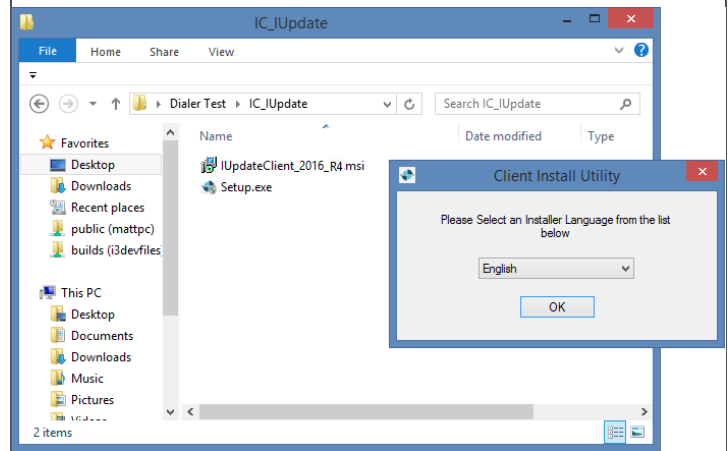 IC_IUpdate
File Home Share View
Dialer Test IC_IUpdate Search IC_IUpdate
Favorites
Desktop
Downloads
Recent places
public (mattpc)
builds (i3devfiles)
This PC
Desktop
Documents
Downloads
Music
Pictures
Videos
Name Date modified Type
IUpdateClient_2016_R4.msi
Setup.exe
2 items
Client Install Utility
Please Select an Installer Language from the list
below
English
OK